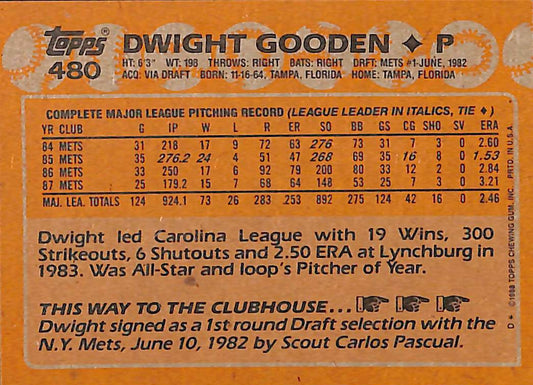 topps®
480
DWIGHT GOODEN ✦ P
HT: 6'3" WT: 198 THROWS: RIGHT BATS: RIGHT DRFT: METS #1-JUNE, 1982
ACQ: VIA DRAFT BORN: 11-16-64, TAMPA, FLORIDA HOME: TAMPA, FLORIDA
COMPLETE MAJOR LEAGUE PITCHING RECORD (LEAGUE LEADER IN ITALICS, TIE ✦)
YR CLUB G IP W L R ER SO BB GS CG SHO SV ERA
84 METS 31 218 17 9 72 63 276 73 31 7 3 0 2.60
85 METS 35 276.2 24 4 51 47 268 69 35 16 8 0 1.53
86 METS 33 250 17 6 92 79 200 80 33 12 2 0 2.84
87 METS 25 179.2 15 7 68 64 148 53 25 7 3 0 3.21
MAJ. LEA. TOTALS 124 924.1 73 26 283 253 892 275 124 42 16 0 2.46
Dwight led Carolina League with 19 Wins, 300
Strikeouts, 6 Shutouts and 2.50 ERA at Lynchburg in
1983. Was All-Star and loop's Pitcher of Year.
THIS WAY TO THE CLUBHOUSE...
Dwight signed as a 1st round Draft selection with the
N.Y. Mets, June 10, 1982 by Scout Carlos Pascual.
D* ©1988 TOPPS CHEWING GUM, INC. PRTD. IN U.S.A.